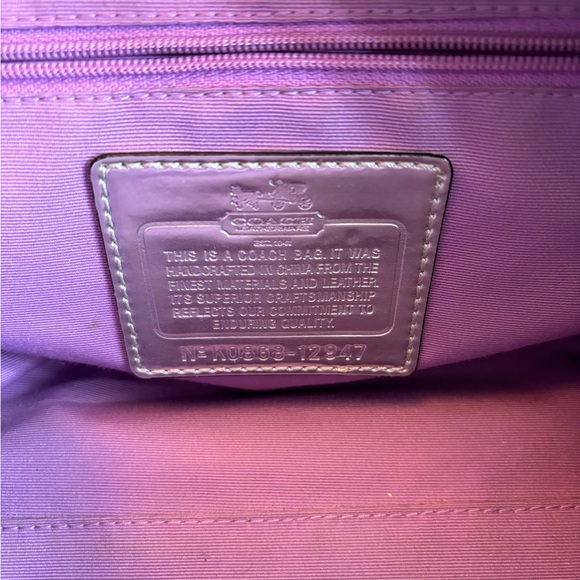 COACH
LEATHERWARE
EST. 1941
THIS IS A COACH BAG. IT WAS
HANDCRAFTED IN CHINA FROM THE
FINEST MATERIALS AND LEATHER.
ITS SUPERIOR CRAFTSMANSHIP
REFLECTS OUR COMMITMENT TO
ENDURING QUALITY.
Nº K0868-12947